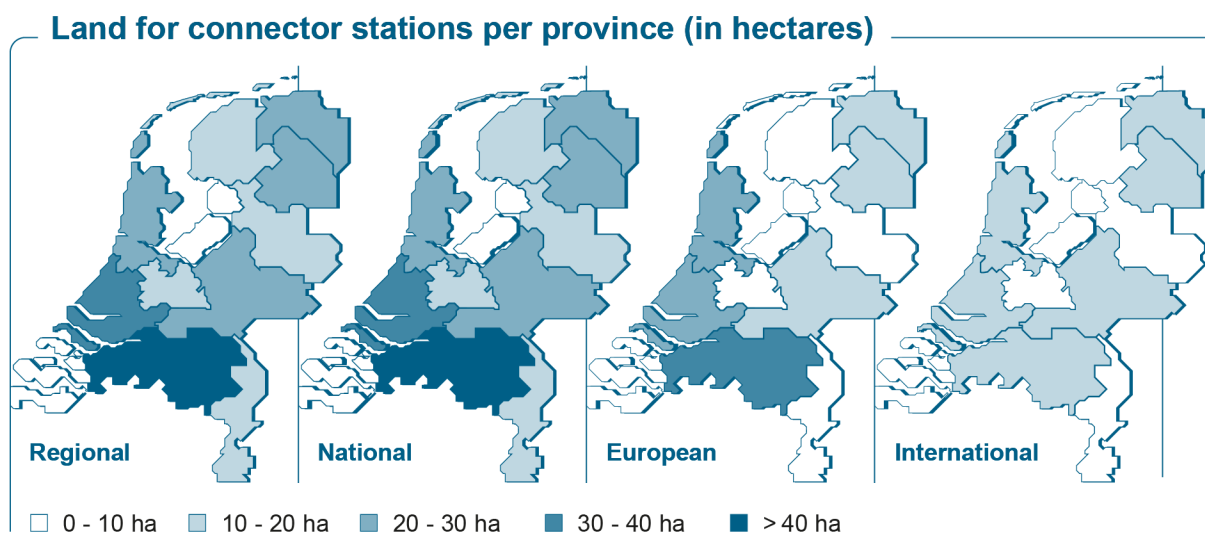 Land for connector stations per province (in hectares)
Regional
National
European
International
0 - 10 ha
10 - 20 ha
20 - 30 ha
30 - 40 ha
> 40 ha